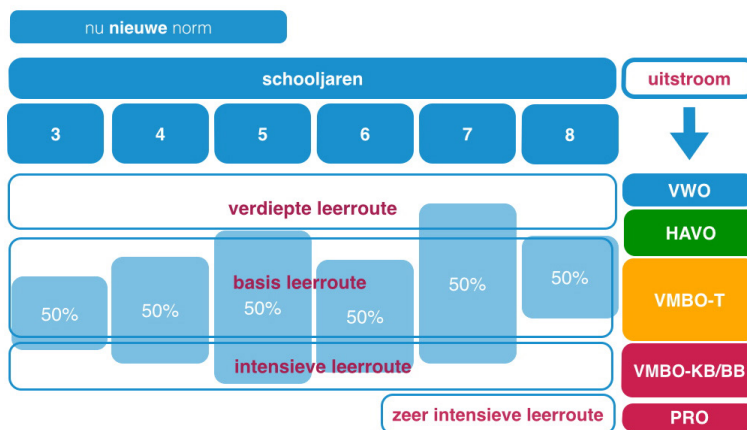 nu nieuwe norm
schooljaren
uitstroom
3 4 5 6 7 8
VWO
verdiepte leerroute
HAVO
basis leerroute
50% 50% 50% 50% 50% 50%
VMBO-T
intensieve leerroute
VMBO-KB/BB
zeer intensieve leerroute
PRO